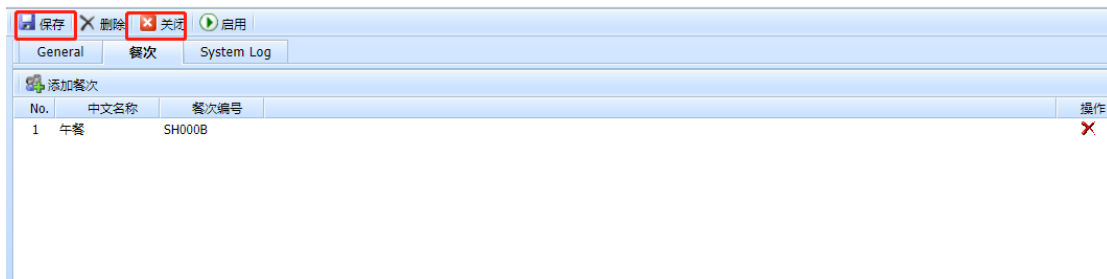 保存 删除 关闭 启用
General 餐次 System Log
添加餐次
No. 中文名称 餐次编号 操作
1 午餐 SH000B